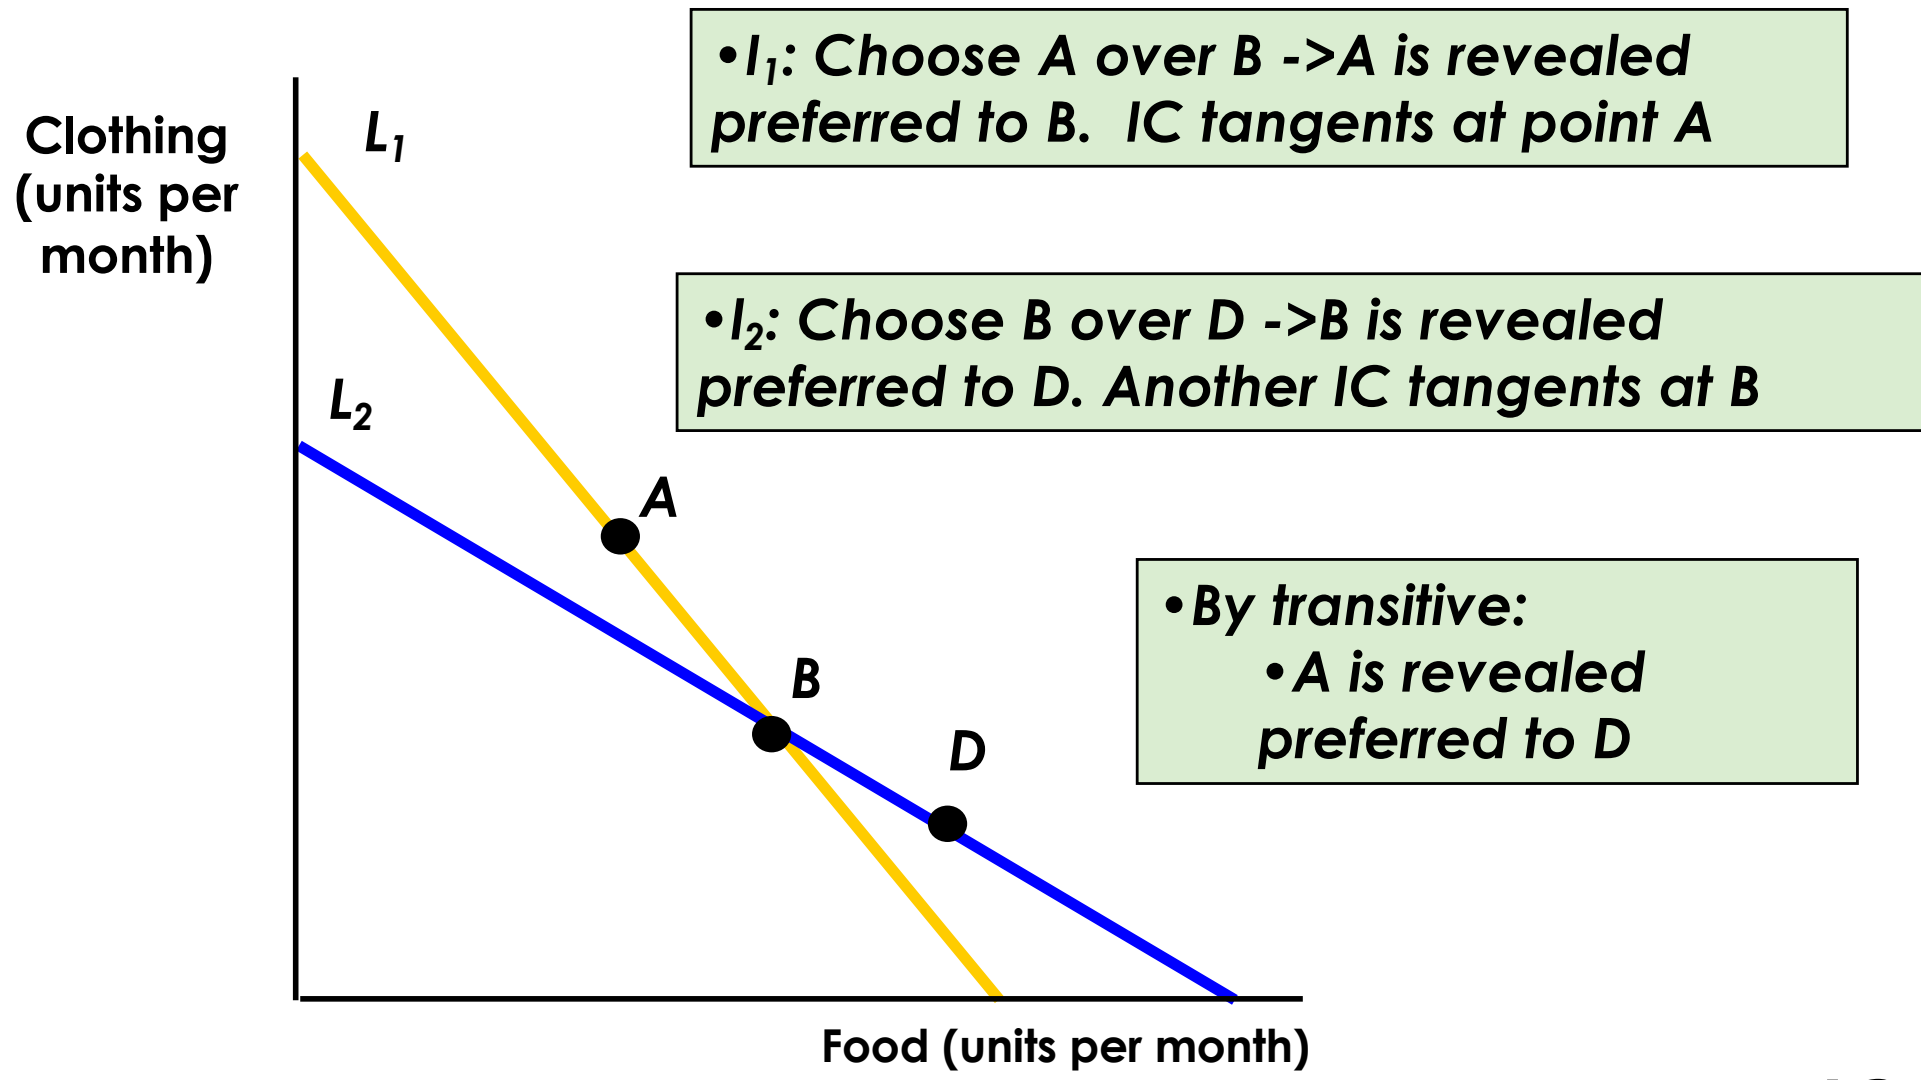 •I₁: Choose A over B ->A is revealed
preferred to B.  IC tangents at point A
Clothing
(units per
month)
L₁
•I₂: Choose B over D ->B is revealed
preferred to D. Another IC tangents at B
L₂
A
•By transitive:
•A is revealed
preferred to D
B
D
Food (units per month)